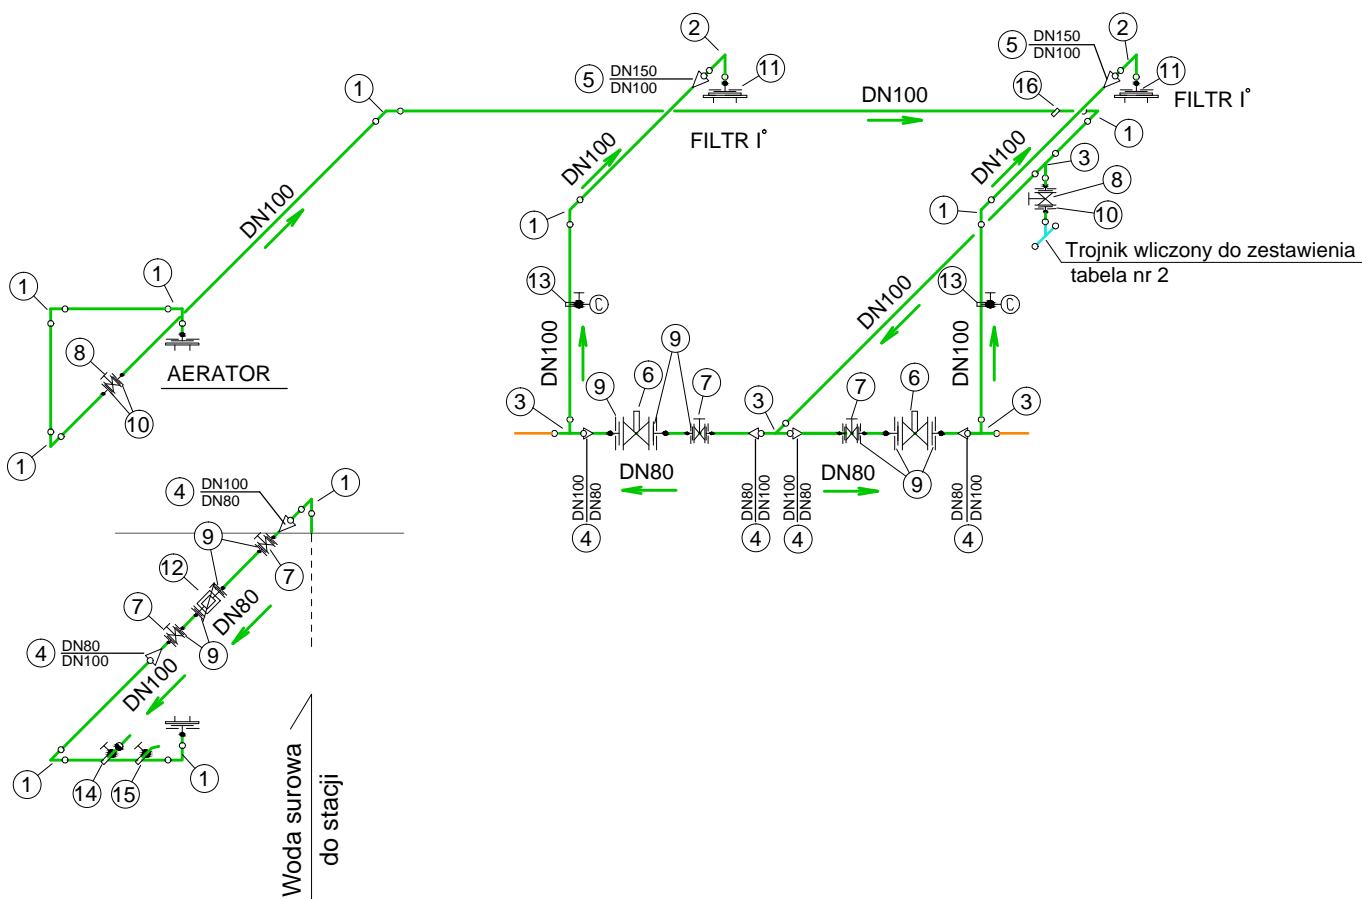 2
2
5
DN150
DN100
11
FILTR I°
5
DN150
DN100
11
FILTR I°
1
DN100
16
1
DN100
DN100
3
8
10
1
1
DN100
Trojnik wliczony do zestawienia
tabela nr 2
1
1
13
C
13
C
DN100
8
AERATOR
10
DN100
DN100
9
6
9
7
7
6
3
3
3
1
DN80
DN80
9
DN100
DN80
DN80
DN100
DN100
DN80
DN80
DN100
4
4
4
4
4
DN100
DN80
1
9
12
7
7
DN80
9
4
DN80
DN100
DN100
1
14
15
1
Woda surowa
do stacji